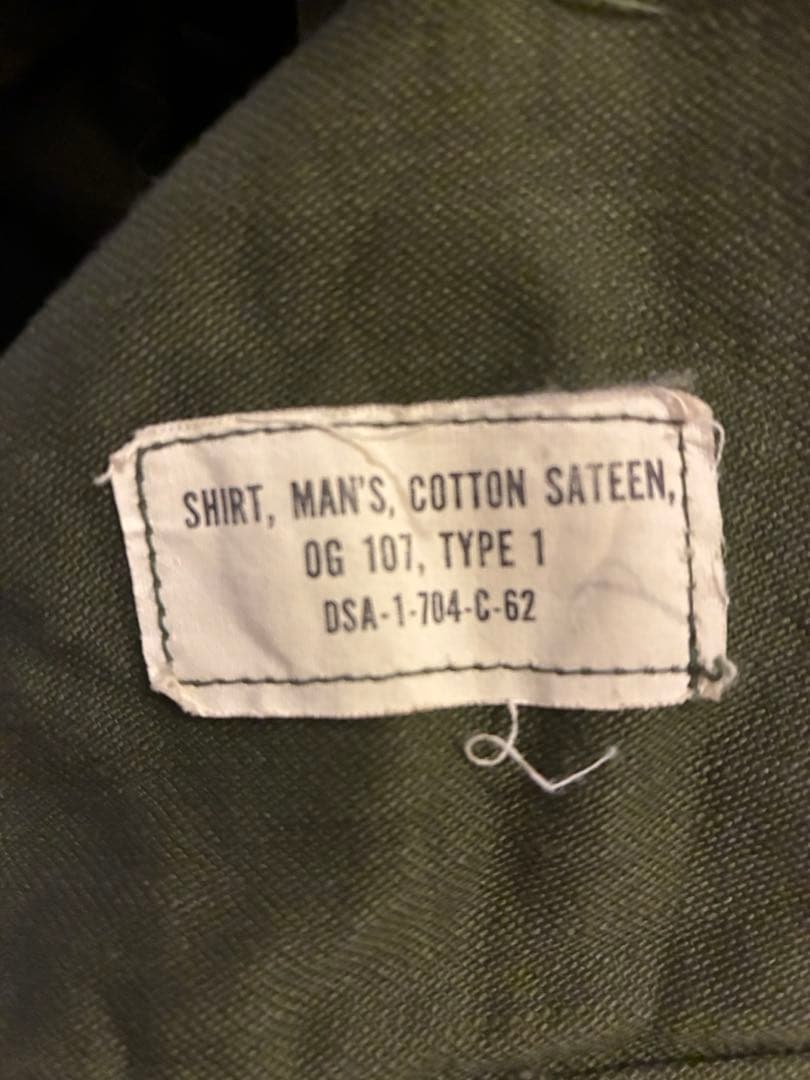 SHIRT, MAN'S, COTTON SATEEN,
OG 107, TYPE 1
DSA-1-704-C-62